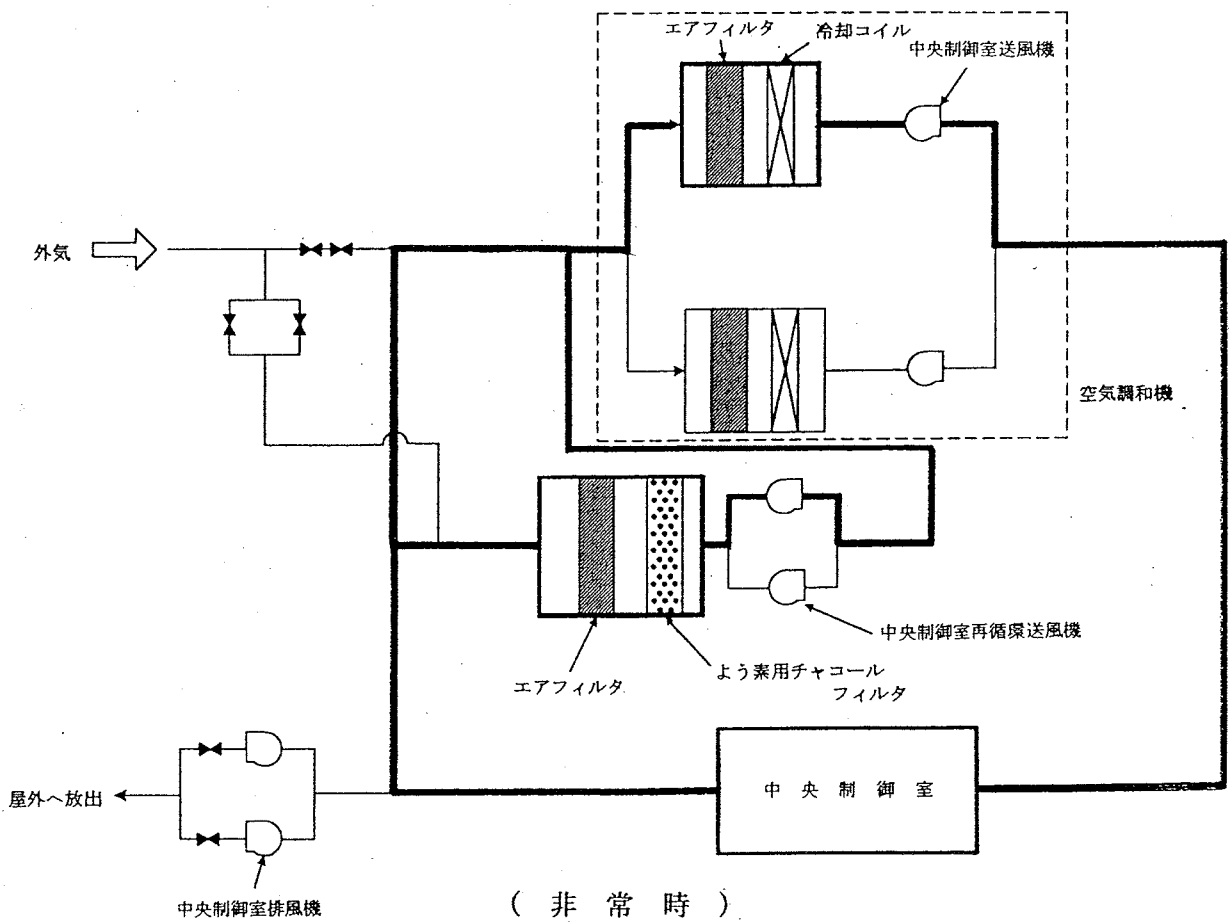 エアフィルタ
冷却コイル
中央制御室送風機
外気
空気調和機
中央制御室再循環送風機
よう素用チャコール
フィルタ
エアフィルタ
屋外へ放出
中央制御室
中央制御室排風機
(非常時)